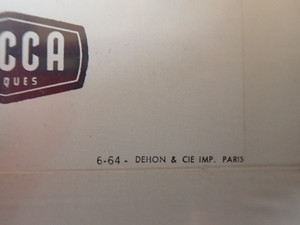 CCA
QUES
6-64 - DEHON & CIE IMP. PARIS